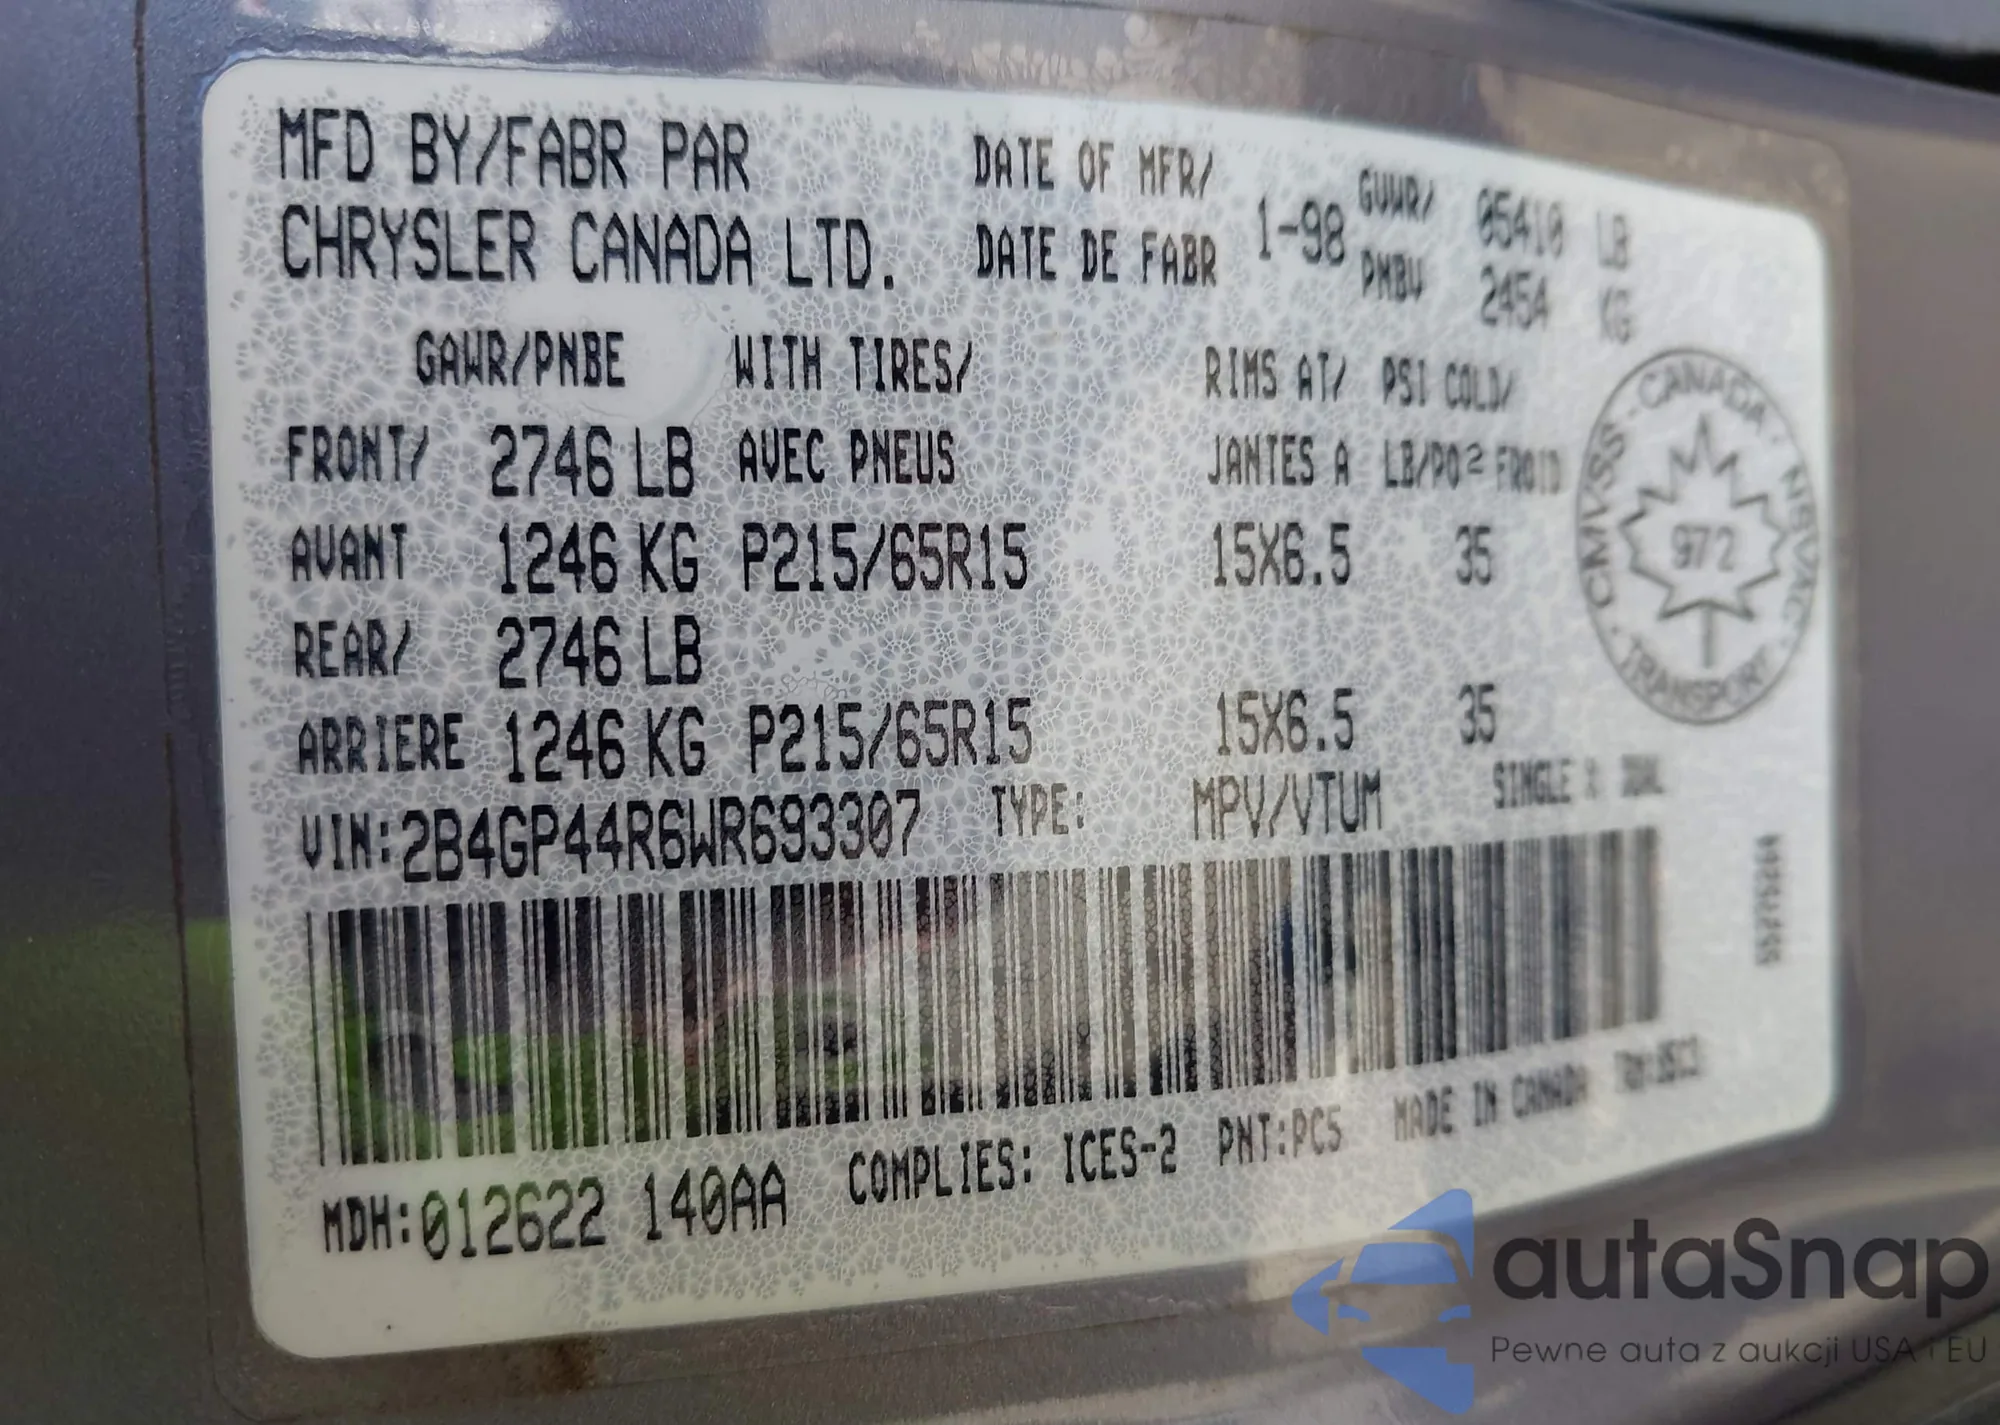 MFD BY/FABR PAR
CHRYSLER CANADA LTD.
DATE OF MFR/
DATE DE FABR
1-98
GVWR/ 05410 LB
PNBV 2454 KG
GAWR/PNBE WITH TIRES/ RIMS AT/ PSI COLD/
FRONT/ 2746 LB AVEC PNEUS JANTES A LB/PO² FROID
AVANT 1246 KG P215/65R15 15X6.5 35
REAR/ 2746 LB
ARRIERE 1246 KG P215/65R15 15X6.5 35
CANADA · NSVAC · TRANSPORT · CMVSS ·
972
VIN:2B4GP44R6WR693307 TYPE: MPV/VTUM SINGLE X DUAL
MDH:012622 140AA COMPLIES: ICES-2 PNT:PC5 MADE IN CANADA
autaSnap
Pewne auta z aukcji USA i EU